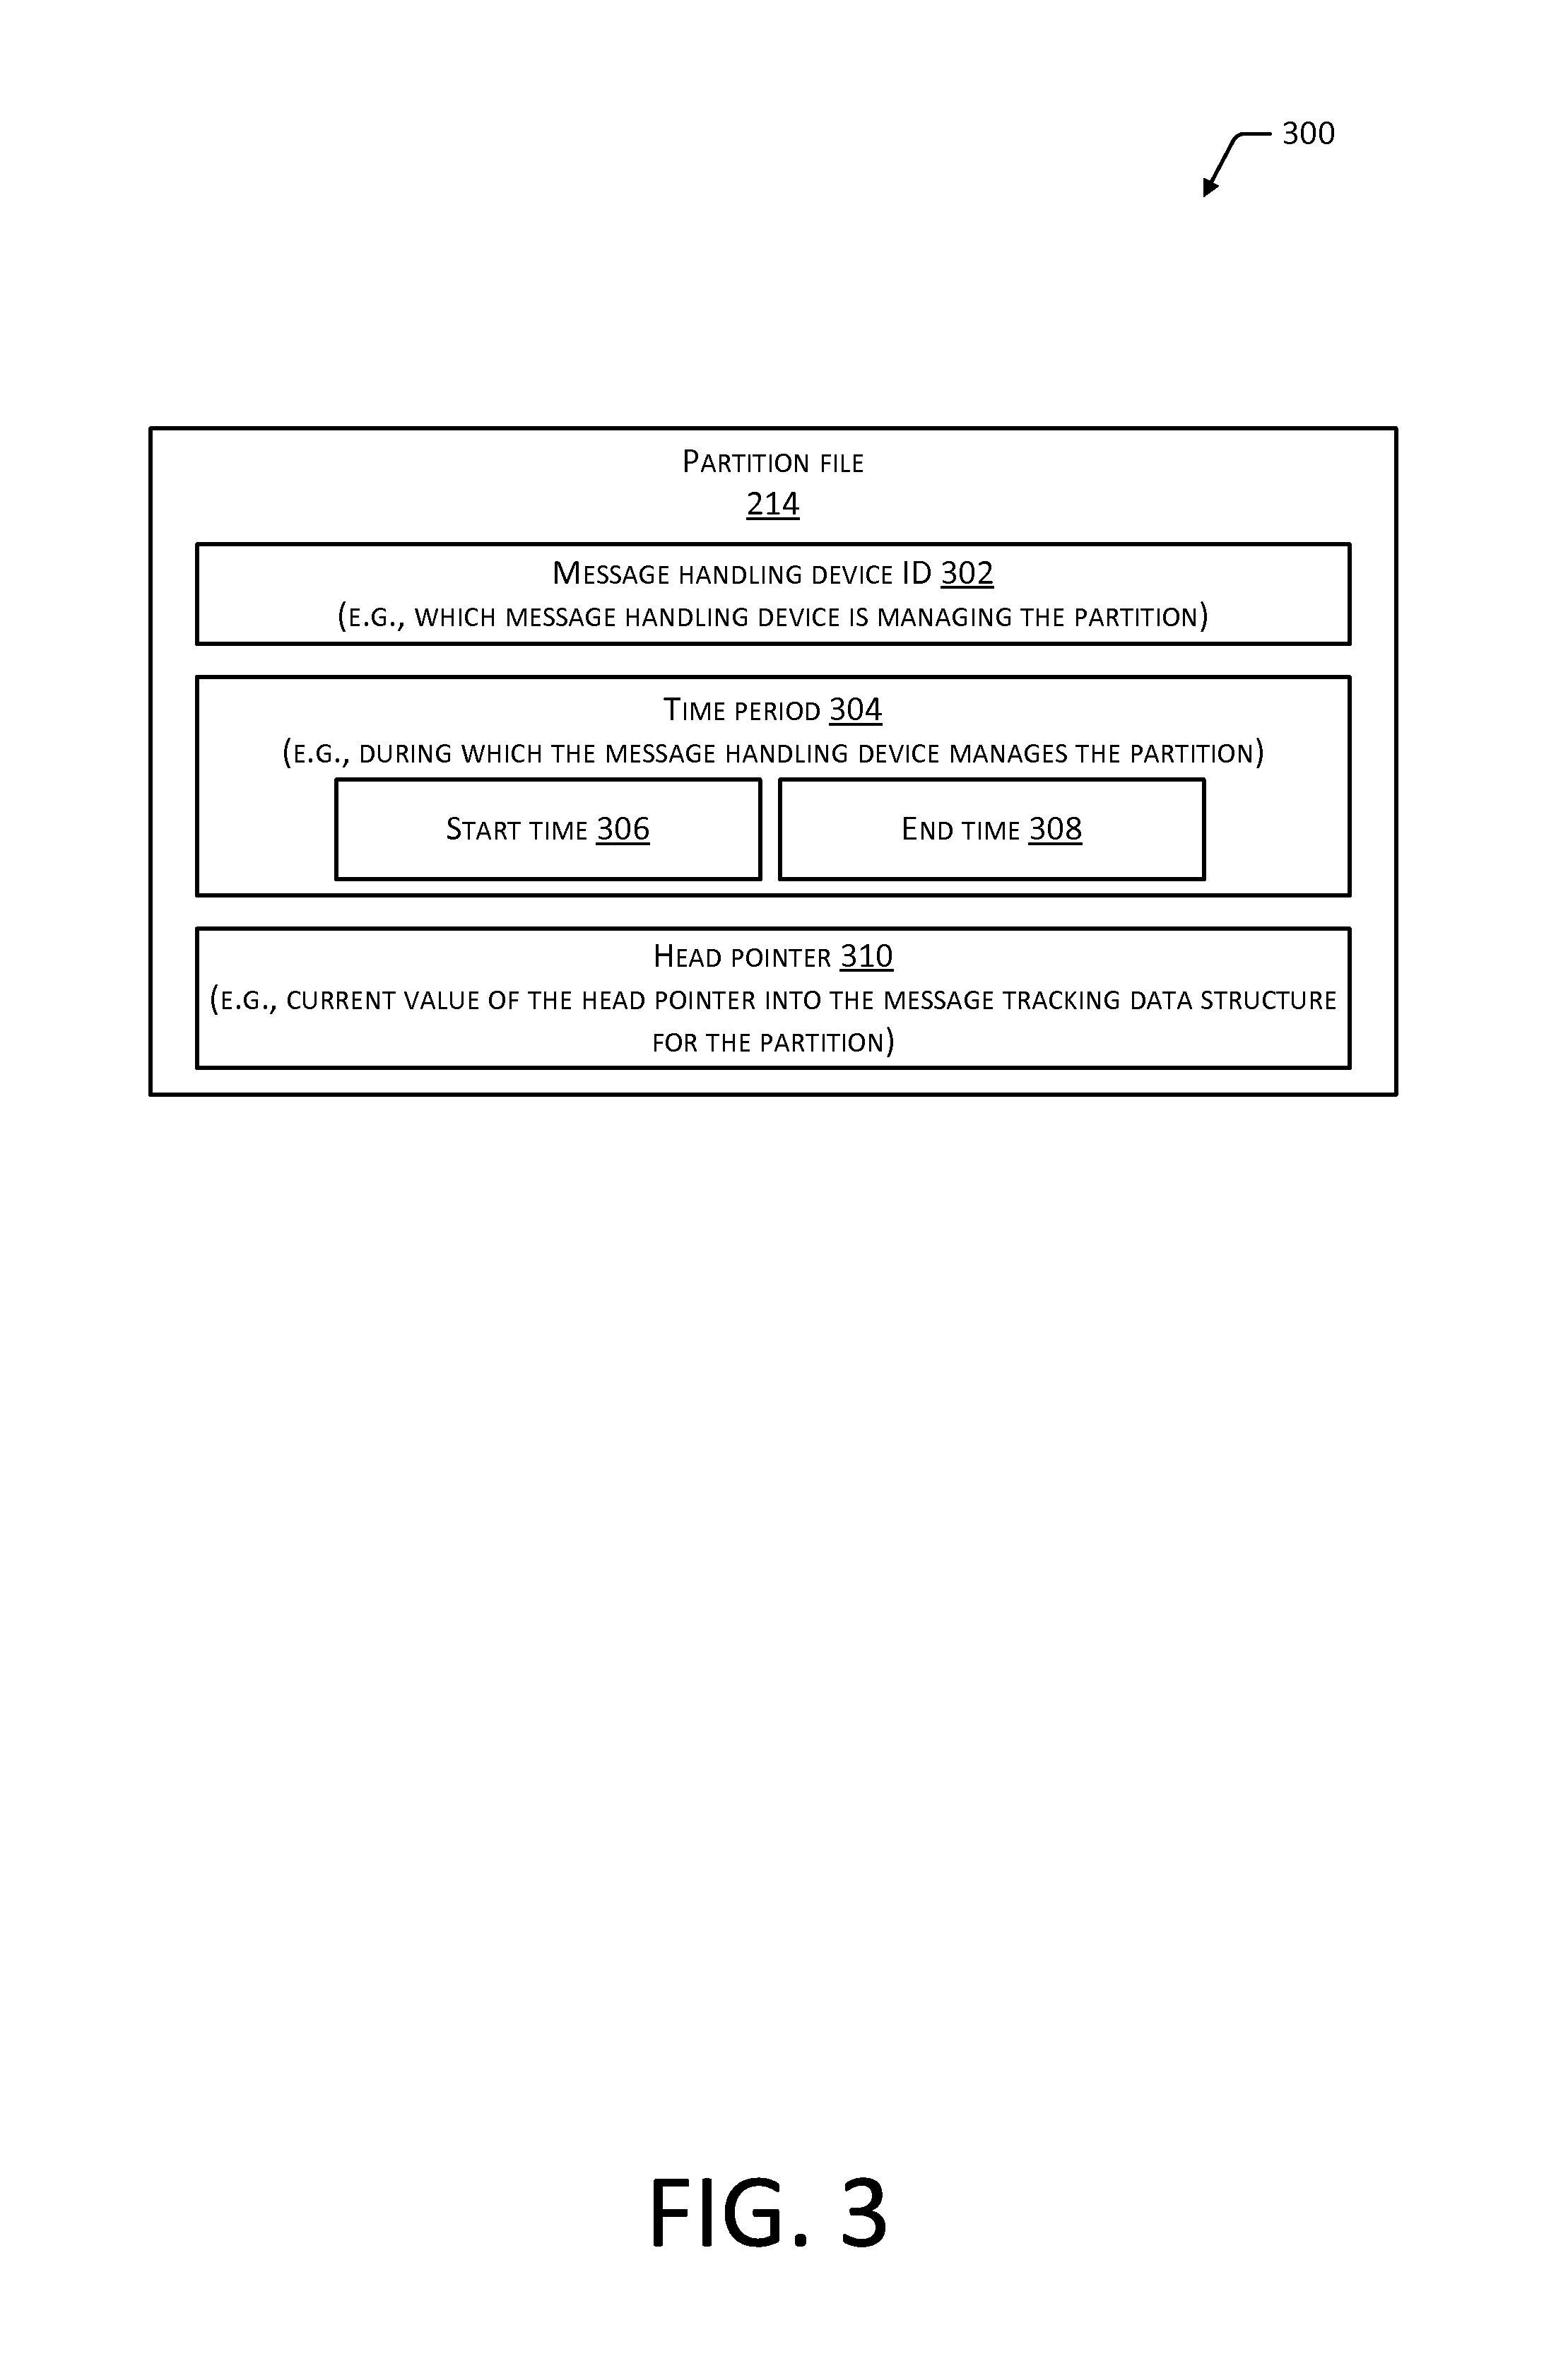 300
Partition file
214
Message handling device ID 302
(e.g., which message handling device is managing the partition)
Time period 304
(e.g., during which the message handling device manages the partition)
Start time 306
End time 308
Head pointer 310
(e.g., current value of the head pointer into the message tracking data structure
for the partition)
FIG. 3